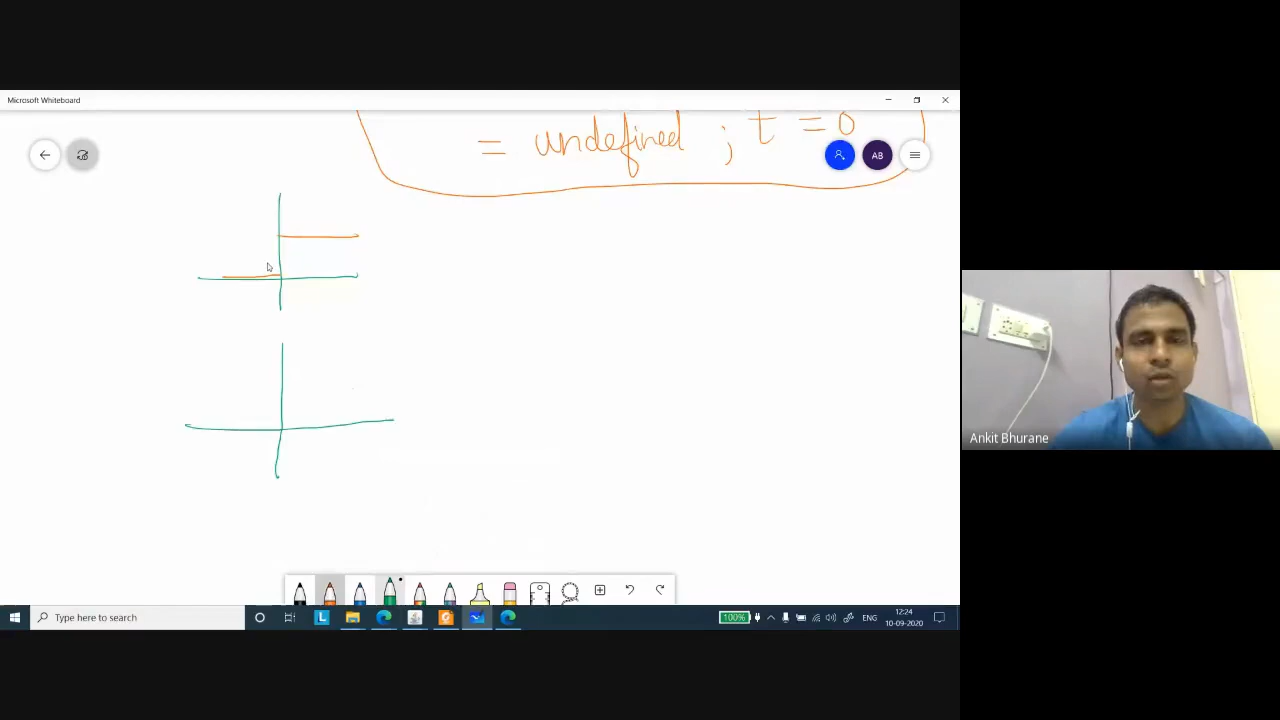 Microsoft Whiteboard
= undefined ; t = 0
AB
Ankit Bhurane
Type here to search
L
100%
ENG
12:24
10-09-2020